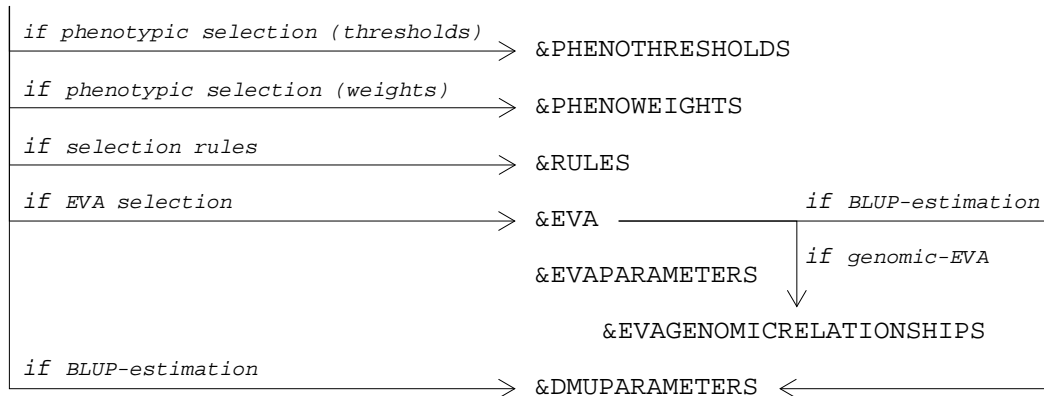 if phenotypic selection (thresholds)
&PHENOTHRESHOLDS
if phenotypic selection (weights)
&PHENOWEIGHTS
if selection rules
&RULES
if EVA selection
&EVA
if BLUP-estimation
if genomic-EVA
&EVAPARAMETERS
&EVAGENOMICRELATIONSHIPS
if BLUP-estimation
&DMUPARAMETERS